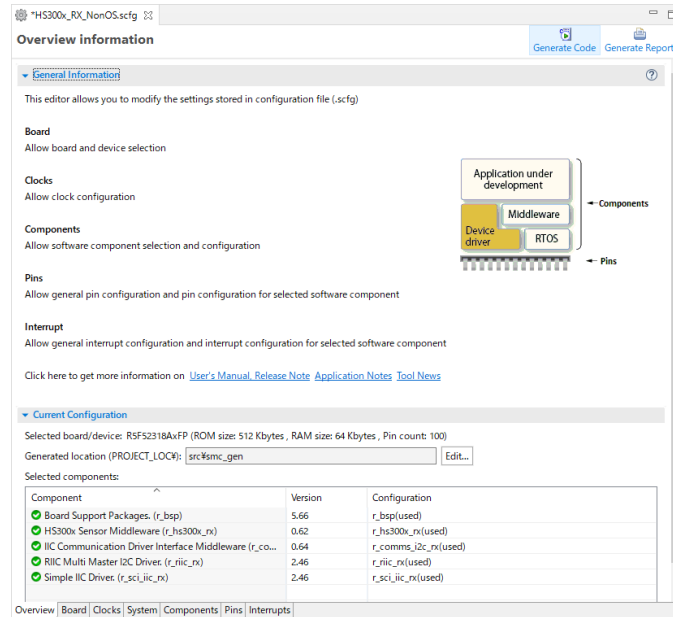 *HS300x_RX_NonOS.scfg
Overview information
Generate Code Generate Report
General Information
This editor allows you to modify the settings stored in configuration file (.scfg)
Board
Allow board and device selection
Clocks
Allow clock configuration
Components
Allow software component selection and configuration
Pins
Allow general pin configuration and pin configuration for selected software component
Interrupt
Allow general interrupt configuration and interrupt configuration for selected software component
Application under
development
Middleware
Device
driver
RTOS
Components
Pins
Click here to get more information on User's Manual, Release Note Application Notes Tool News
Current Configuration
Selected board/device: R5F52318AxFP (ROM size: 512 Kbytes , RAM size: 64 Kbytes , Pin count: 100)
Generated location (PROJECT_LOC¥): src¥smc_gen Edit...
Selected components:
Component Version Configuration
Board Support Packages. (r_bsp) 5.66 r_bsp(used)
HS300x Sensor Middleware (r_hs300x_rx) 0.62 r_hs300x_rx(used)
IIC Communication Driver Interface Middleware (r_co... 0.64 r_comms_i2c_rx(used)
RIIC Multi Master I2C Driver. (r_riic_rx) 2.46 r_riic_rx(used)
Simple IIC Driver. (r_sci_iic_rx) 2.46 r_sci_iic_rx(used)
Overview Board Clocks System Components Pins Interrupts